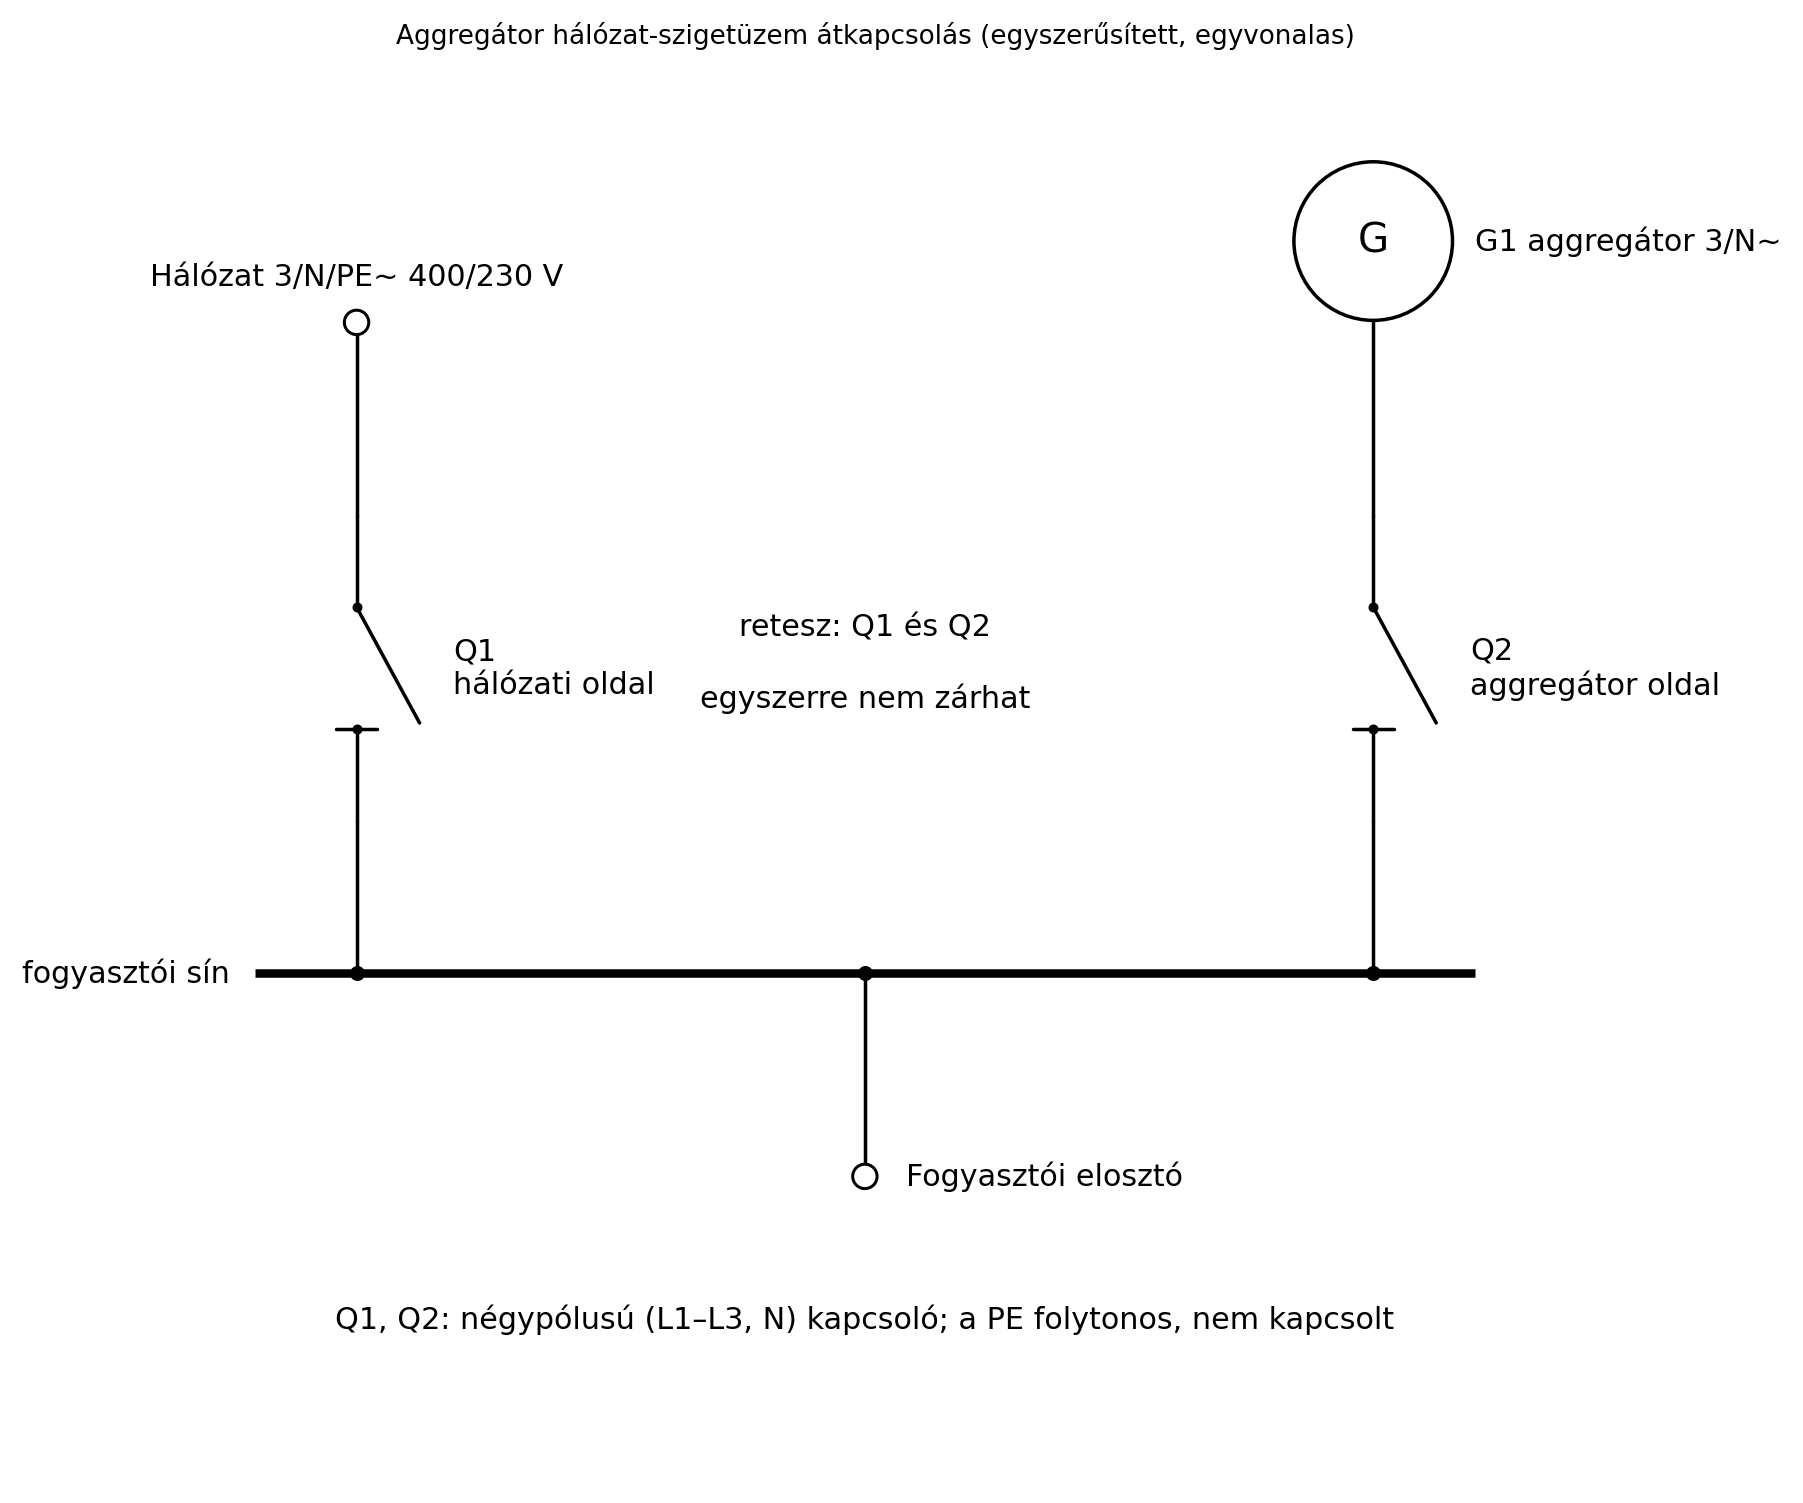 Aggregátor hálózat-szigetüzem átkapcsolás (egyszerűsített, egyvonalas)
G
G1 aggregátor 3/N~
Hálózat 3/N/PE~ 400/230 V
retesz: Q1 és Q2
egyszerre nem zárhat
Q1
hálózati oldal
Q2
aggregátor oldal
fogyasztói sín
Fogyasztói elosztó
Q1, Q2: négypólusú (L1–L3, N) kapcsoló; a PE folytonos, nem kapcsolt